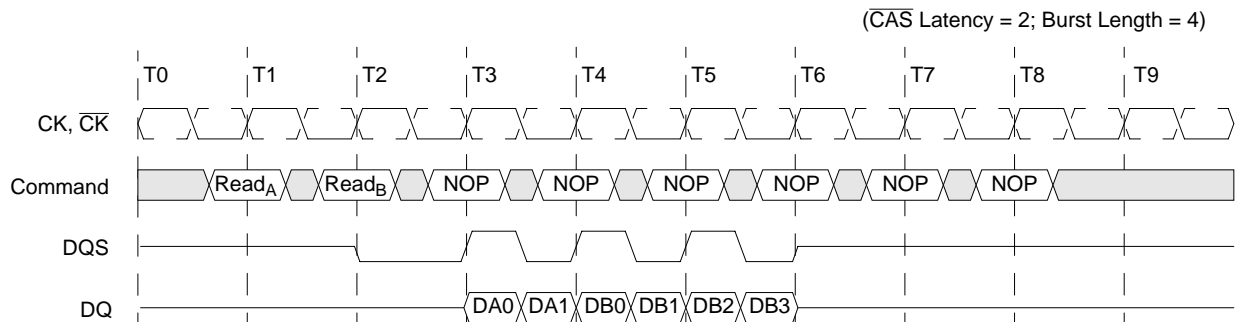 (CAS Latency = 2; Burst Length = 4)
T0 T1 T2 T3 T4 T5 T6 T7 T8 T9
CK, CK
Command ReadA ReadB NOP NOP NOP NOP NOP NOP
DQS
DQ DA0 DA1 DB0 DB1 DB2 DB3